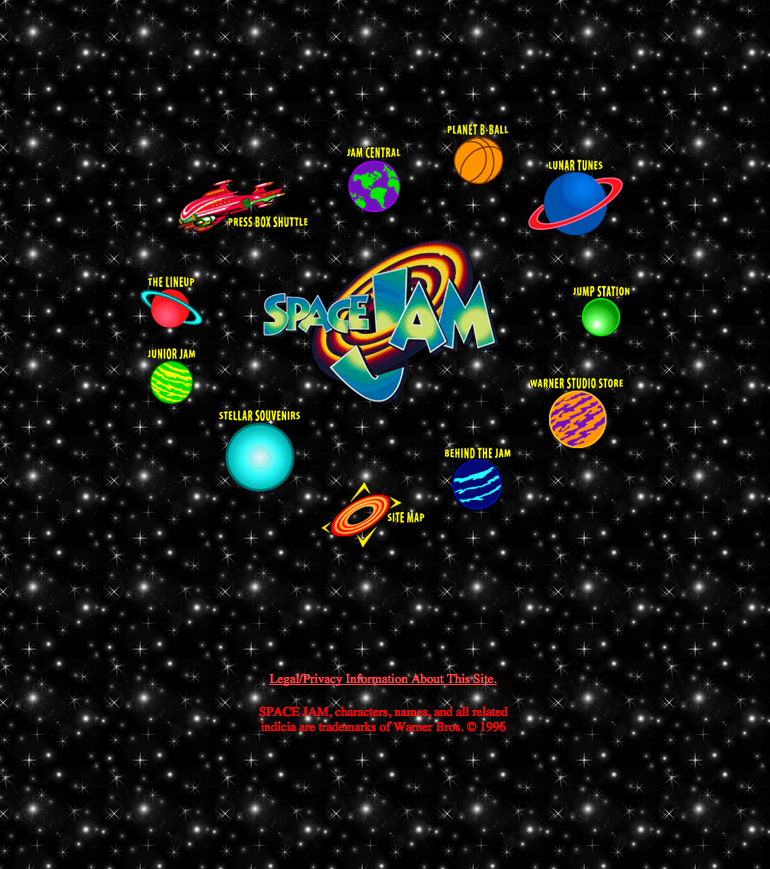 PLANET B-BALL
JAM CENTRAL
LUNAR TUNES
PRESS BOX SHUTTLE
THE LINEUP
JUMP STATION
SPACE JAM
JUNIOR JAM
WARNER STUDIO STORE
STELLAR SOUVENIRS
BEHIND THE JAM
SITE MAP
Legal/Privacy Information About This Site.
SPACE JAM, characters, names, and all related
indicia are trademarks of Warner Bros. © 1996